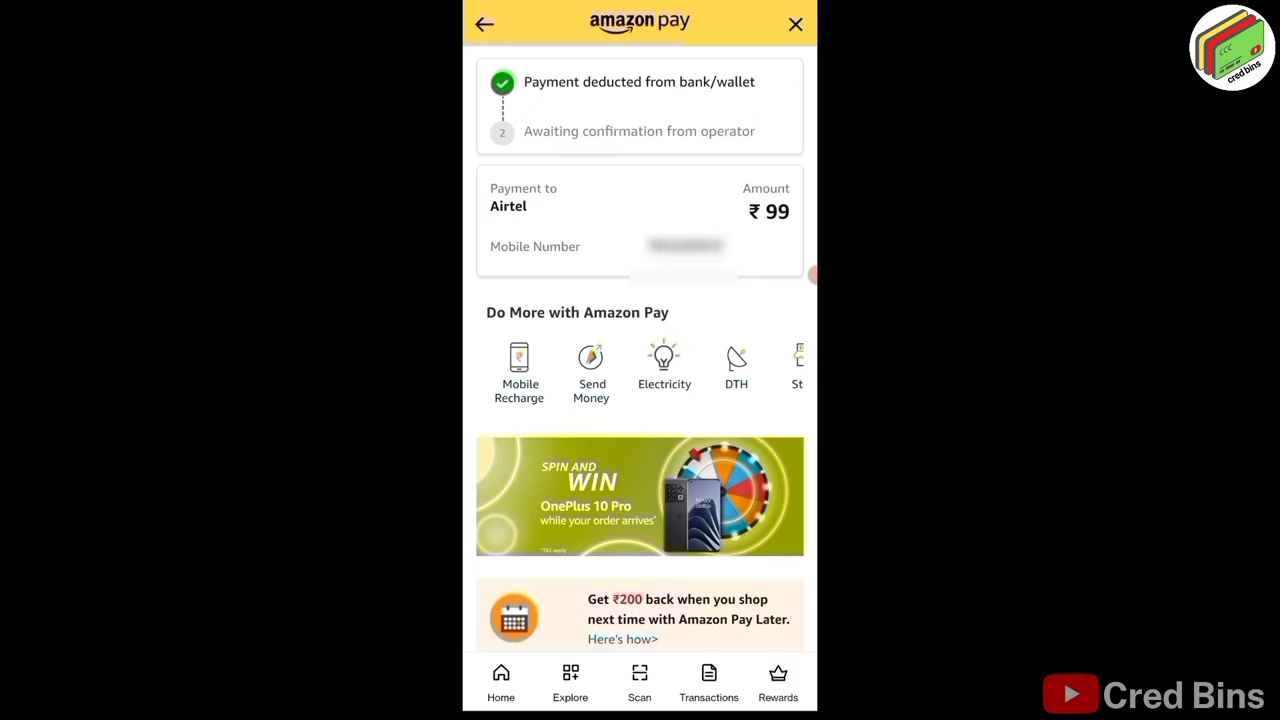 amazon pay
Payment deducted from bank/wallet
2 Awaiting confirmation from operator
Payment to Amount
Airtel ₹ 99
Mobile Number
Do More with Amazon Pay
Mobile Recharge
Send Money
Electricity
DTH
St
SPIN AND
WIN
OnePlus 10 Pro
while your order arrives*
*T&C apply
Get ₹200 back when you shop
next time with Amazon Pay Later.
Here's how>
Home Explore Scan Transactions Rewards
cred bins
Cred Bins